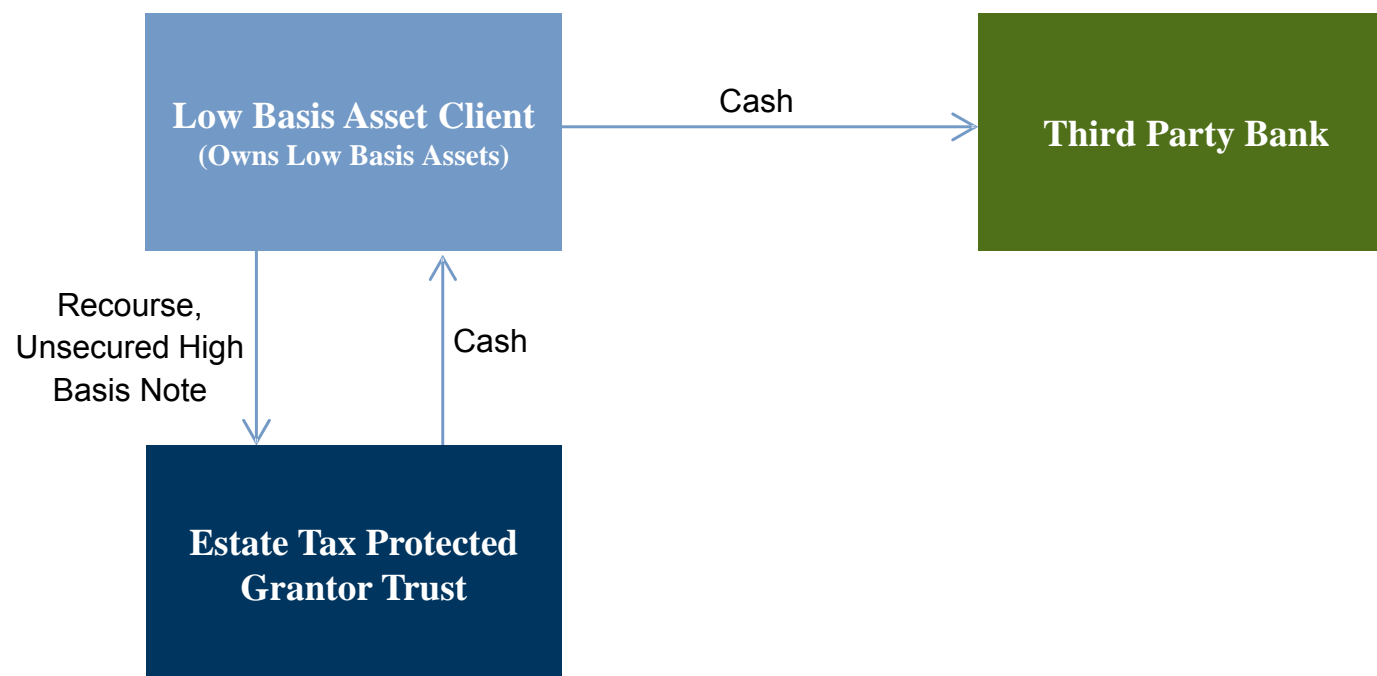 Low Basis Asset Client
(Owns Low Basis Assets)
Cash
Third Party Bank
Recourse,
Unsecured High
Basis Note
Cash
Estate Tax Protected
Grantor Trust